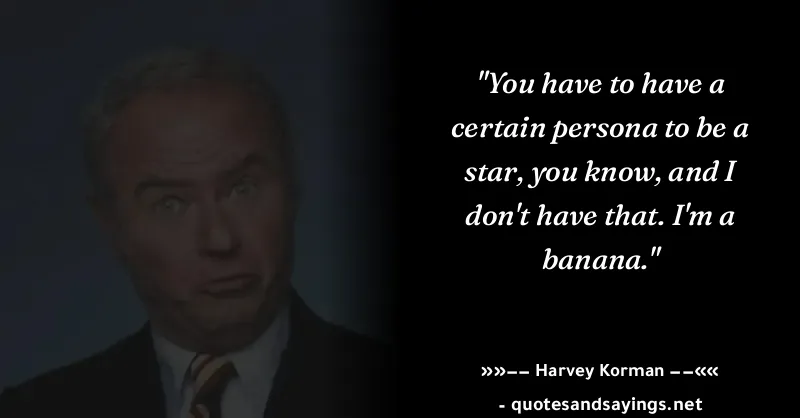 "You have to have a
certain persona to be a
star, you know, and I
don't have that. I'm a
banana."
»»−− Harvey Korman −−««
- quotesandsayings.net